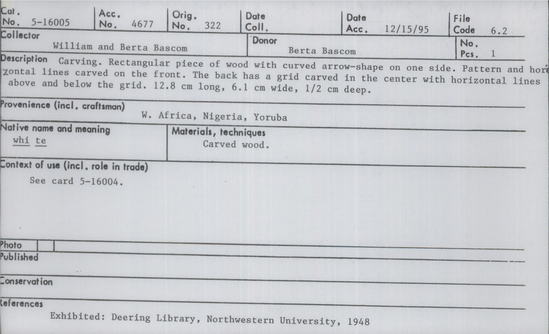 Cat. No. 5-16005 Acc. No. 4677 Orig. No. 322 Date Coll. Date Acc. 12/15/95 File Code 6.2
Collector William and Berta Bascom Donor Berta Bascom No. Pcs. 1
Description Carving. Rectangular piece of wood with curved arrow-shape on one side. Pattern and hori
zontal lines carved on the front. The back has a grid carved in the center with horizontal lines
above and below the grid. 12.8 cm long, 6.1 cm wide, 1/2 cm deep.
Provenience (incl. craftsman)
W. Africa, Nigeria, Yoruba
Native name and meaning Materials, techniques
whi te Carved wood.
Context of use (incl. role in trade)
See card 5-16004.
Photo
Published
Conservation
References
Exhibited: Deering Library, Northwestern University, 1948